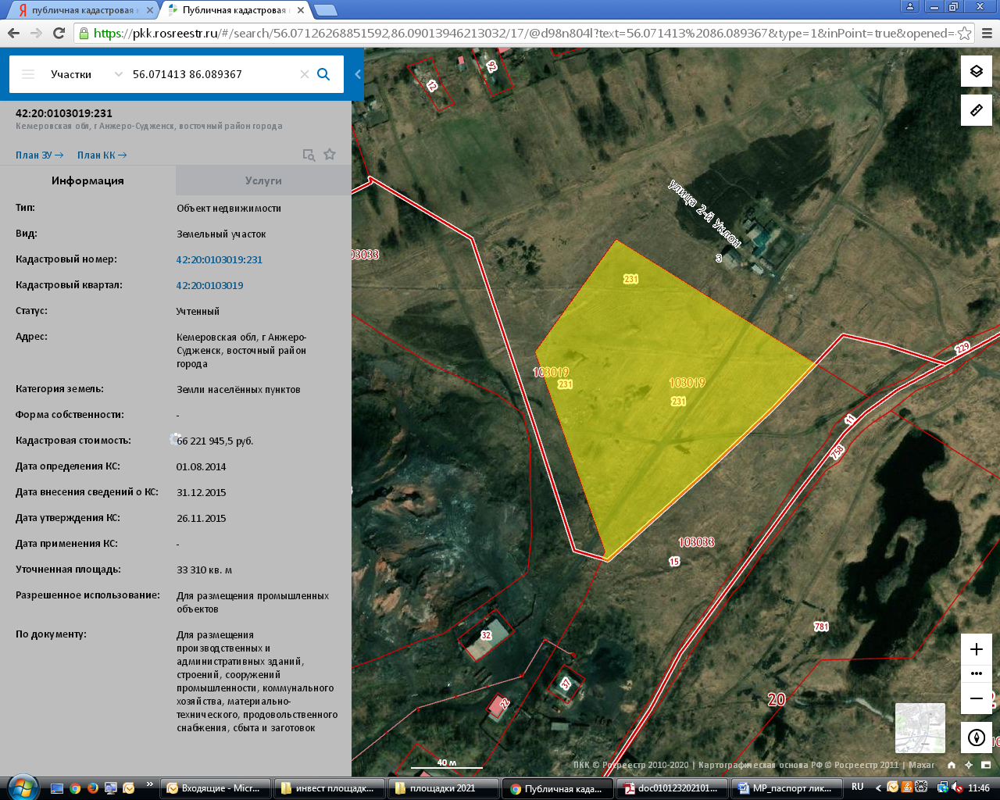 публичная кадастровая
Публичная кадастровая
https://pkk.rosreestr.ru/#/search/56.07126268851592,86.09013946213032/17/@d98n804l?text=56.071413%2086.089367&type=1&inPoint=true&opened=
Участки
56.071413 86.089367
42:20:0103019:231
Кемеровская обл, г Анжеро-Судженск, восточный район города
План ЗУ →
План КК →
Информация
Услуги
Тип:
Объект недвижимости
Вид:
Земельный участок
Кадастровый номер:
42:20:0103019:231
Кадастровый квартал:
42:20:0103019
Статус:
Учтенный
Адрес:
Кемеровская обл, г Анжеро-
Судженск, восточный район
города
Категория земель:
Земли населённых пунктов
Форма собственности:
-
Кадастровая стоимость:
66 221 945,5 руб.
Дата определения КС:
01.08.2014
Дата внесения сведений о КС:
31.12.2015
Дата утверждения КС:
26.11.2015
Дата применения КС:
-
Уточненная площадь:
33 310 кв. м
Разрешенное использование:
Для размещения промышленных
объектов
По документу:
Для размещения
производственных и
административных зданий,
строений, сооружений
промышленности, коммунального
хозяйства, материально-
технического, продовольственного
снабжения, сбыта и заготовок
12
92
улица 2-й Уклон
3
03033
231
103019
231
103019
231
229
11
758
103033
15
781
32
37
22
20
40 м
ПКК © Росреестр 2010-2020 | Картографическая основа РФ © Росреестр 2011 | Maxar
Входящие - Micr...
инвест площадк...
площадки 2021
Публичная када...
doc010123202101...
МР_паспорт лик...
RU
11:46